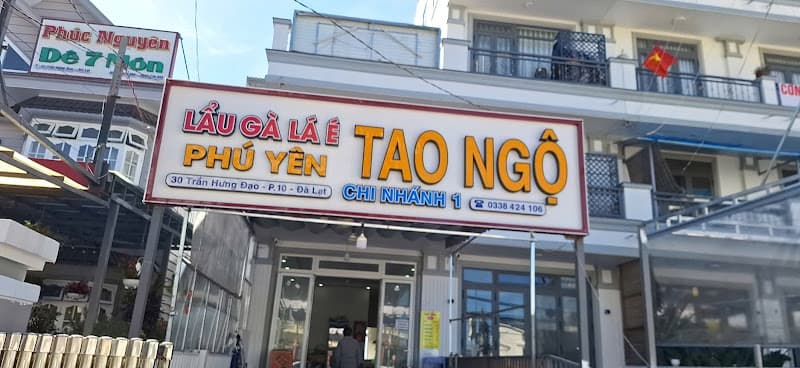 Phúc Nguyên
Dê 7 Món
LẨU GÀ LÁ É
PHÚ YÊN
TAO NGỘ
30 Trần Hưng Đạo - P.10 - Đà Lạt
CHI NHÁNH 1
☎ 0338 424 106